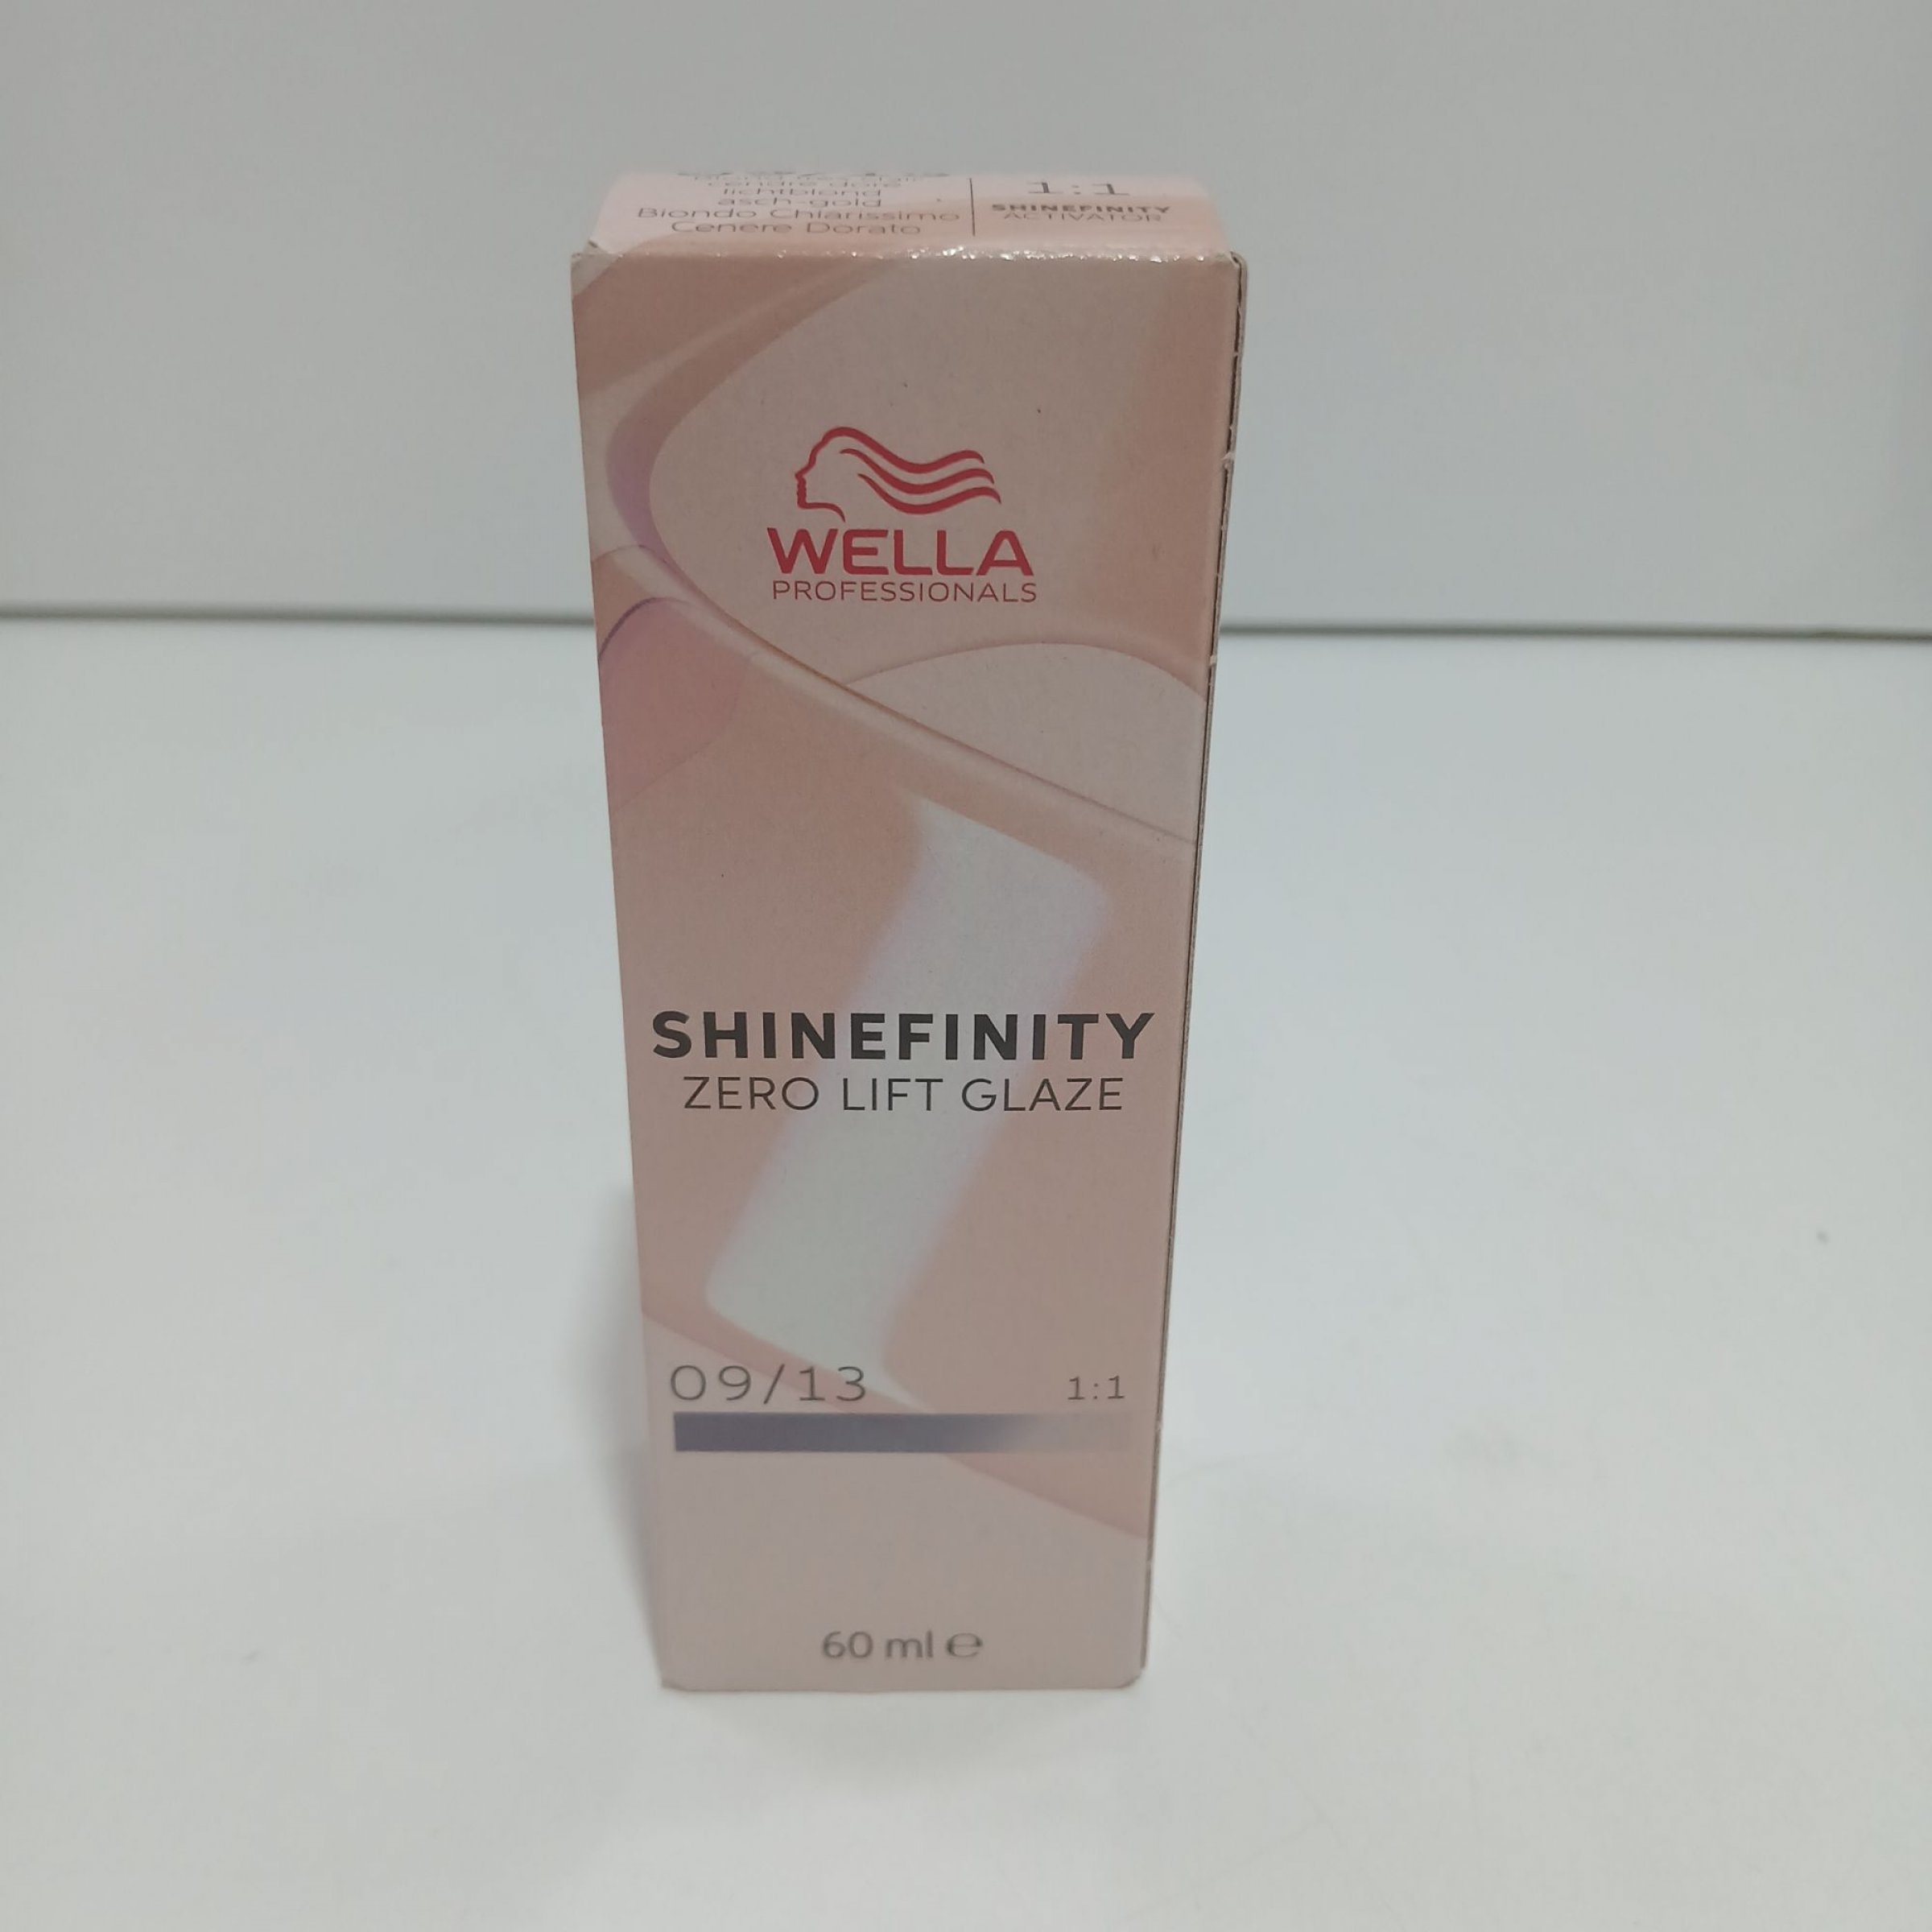 cendré doré
lichtblond
asch-gold
Biondo Chiarissimo
Cenere Dorato
1:1
SHINEFINITY
ACTIVATOR
WELLA
PROFESSIONALS
SHINEFINITY
ZERO LIFT GLAZE
09/13 1:1
60 ml ℮